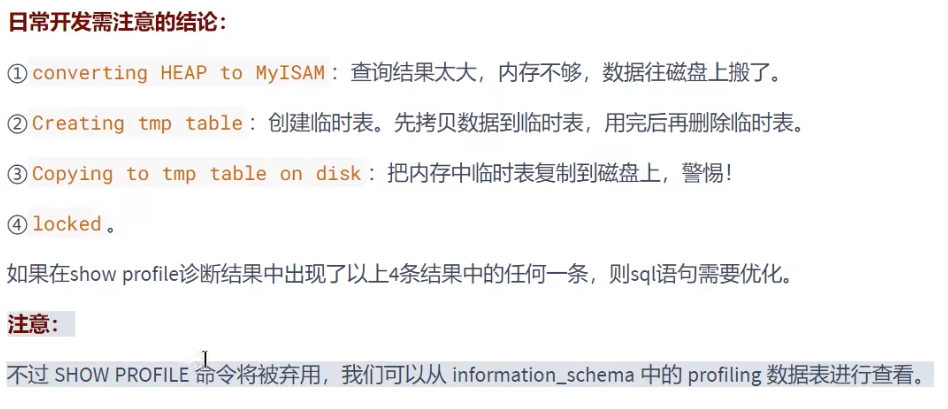 日常开发需注意的结论：
①converting HEAP to MyISAM：查询结果太大，内存不够，数据往磁盘上搬了。
②Creating tmp table：创建临时表。先拷贝数据到临时表，用完后再删除临时表。
③Copying to tmp table on disk：把内存中临时表复制到磁盘上，警惕！
④locked。
如果在show profile诊断结果中出现了以上4条结果中的任何一条，则sql语句需要优化。
注意：
不过 SHOW PROFILE 命令将被弃用，我们可以从 information_schema 中的 profiling 数据表进行查看。